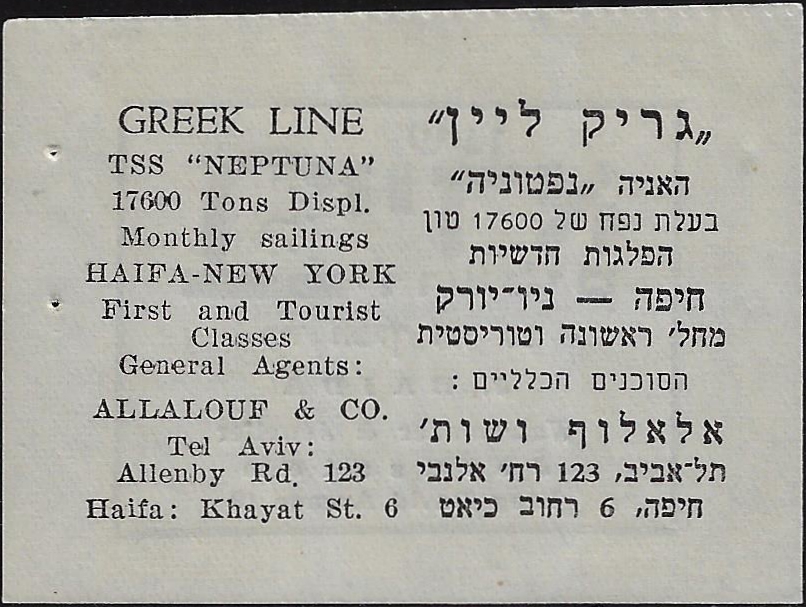 GREEK LINE
TSS “NEPTUNA”
17600 Tons Displ.
Monthly sailings
HAIFA-NEW YORK
First and Tourist
Classes
General Agents:
ALLALOUF & CO.
Tel Aviv:
Allenby Rd. 123
Haifa: Khayat St. 6
„גריק ליין”
האניה „נפטוניה”
בעלת נפח של 17600 טון
הפלגות חדשיות
חיפה — ניו־יורק
מחל׳ ראשונה וטוריסטית
הסוכנים הכלליים :
אלאלוף ושות׳
תל־אביב, 123 רח׳ אלנבי
חיפה, 6 רחוב כיאט